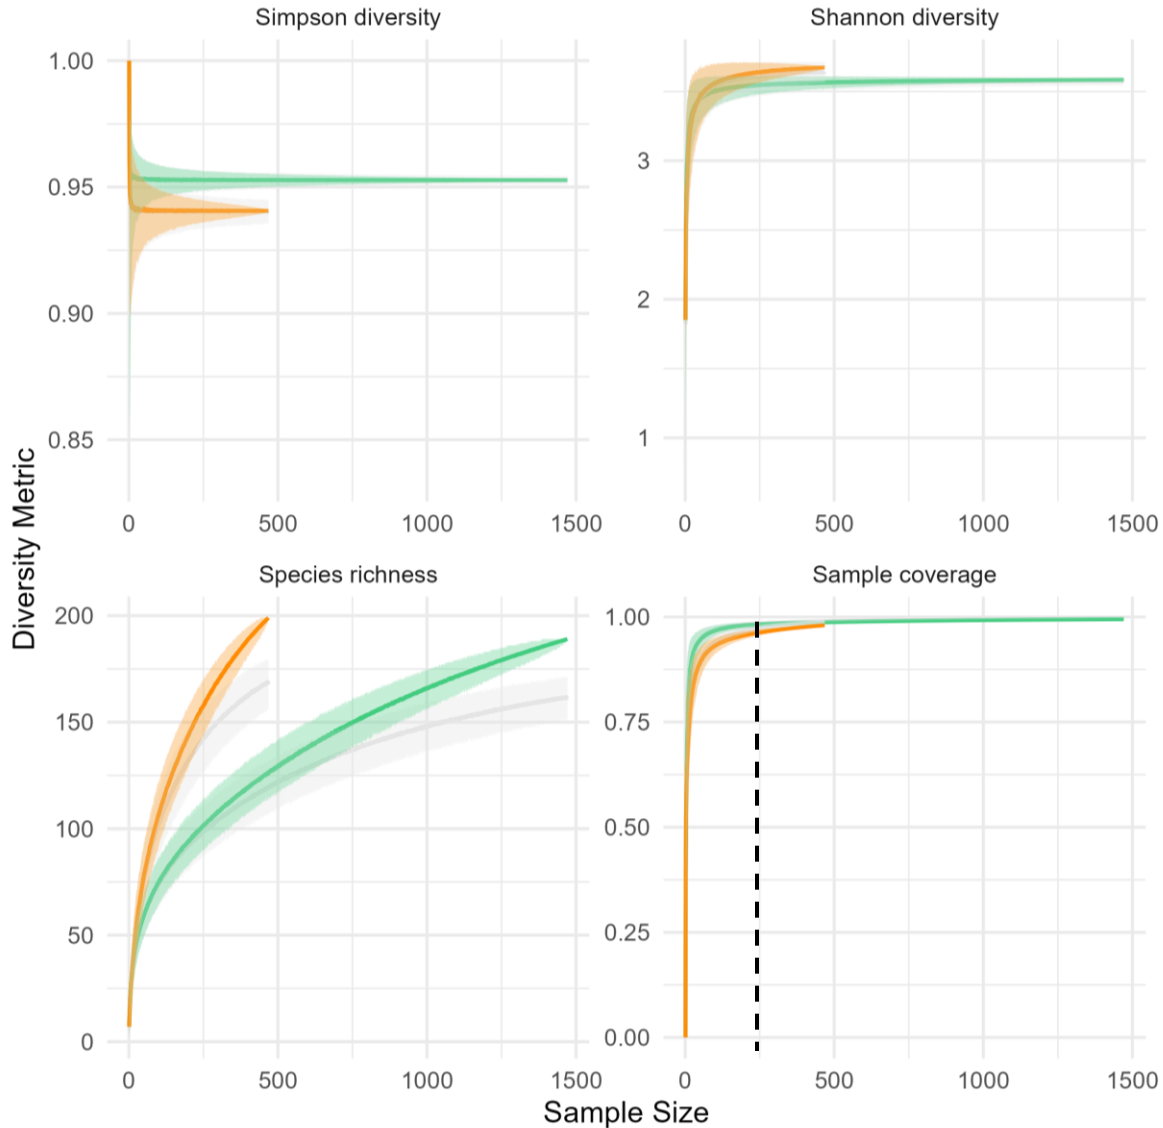 Simpson diversity
Shannon diversity
1.00
0.95
0.90
0.85
3
2
1
0 500 1000 1500
0 500 1000 1500
Diversity Metric
Species richness
Sample coverage
200
150
100
50
0
1.00
0.75
0.50
0.25
0.00
0 500 1000 1500
0 500 1000 1500
Sample Size